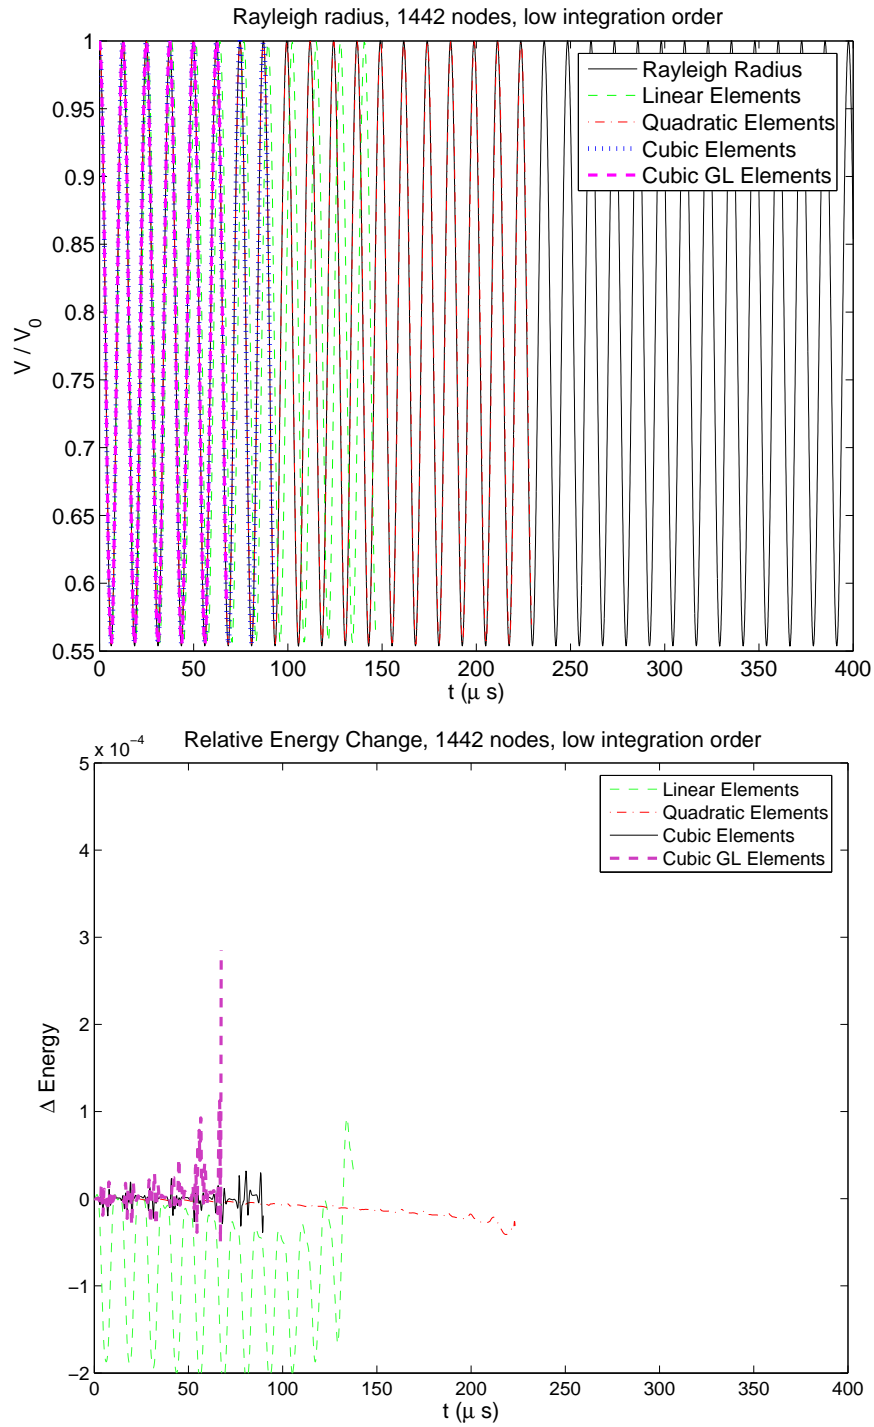 Rayleigh radius, 1442 nodes, low integration order
1
0.95
0.9
0.85
0.8
0.75
0.7
0.65
0.6
0.55
V / V0
Rayleigh Radius
Linear Elements
Quadratic Elements
Cubic Elements
Cubic GL Elements
0 50 100 150 200 250 300 350 400
t (μ s)
Relative Energy Change, 1442 nodes, low integration order
x 10^-4
5
4
3
2
1
0
−1
−2
Δ Energy
Linear Elements
Quadratic Elements
Cubic Elements
Cubic GL Elements
0 50 100 150 200 250 300 350 400
t (μ s)